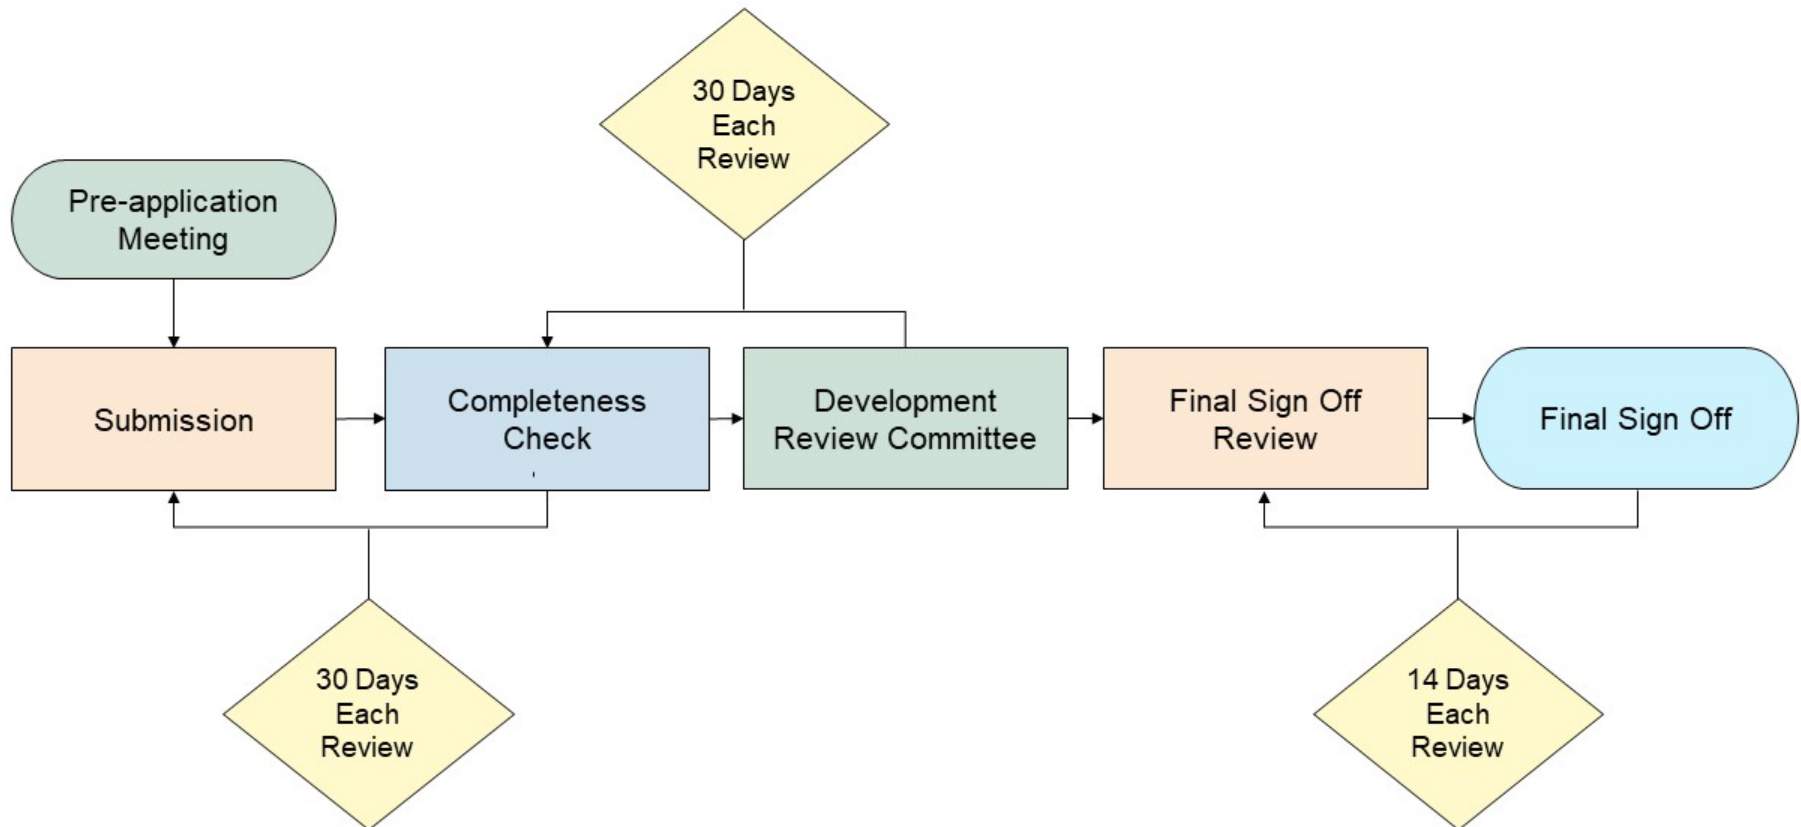 30 Days
Each
Review
Pre-application
Meeting
Submission
Completeness
Check
Development
Review Committee
Final Sign Off
Review
Final Sign Off
30 Days
Each
Review
14 Days
Each
Review